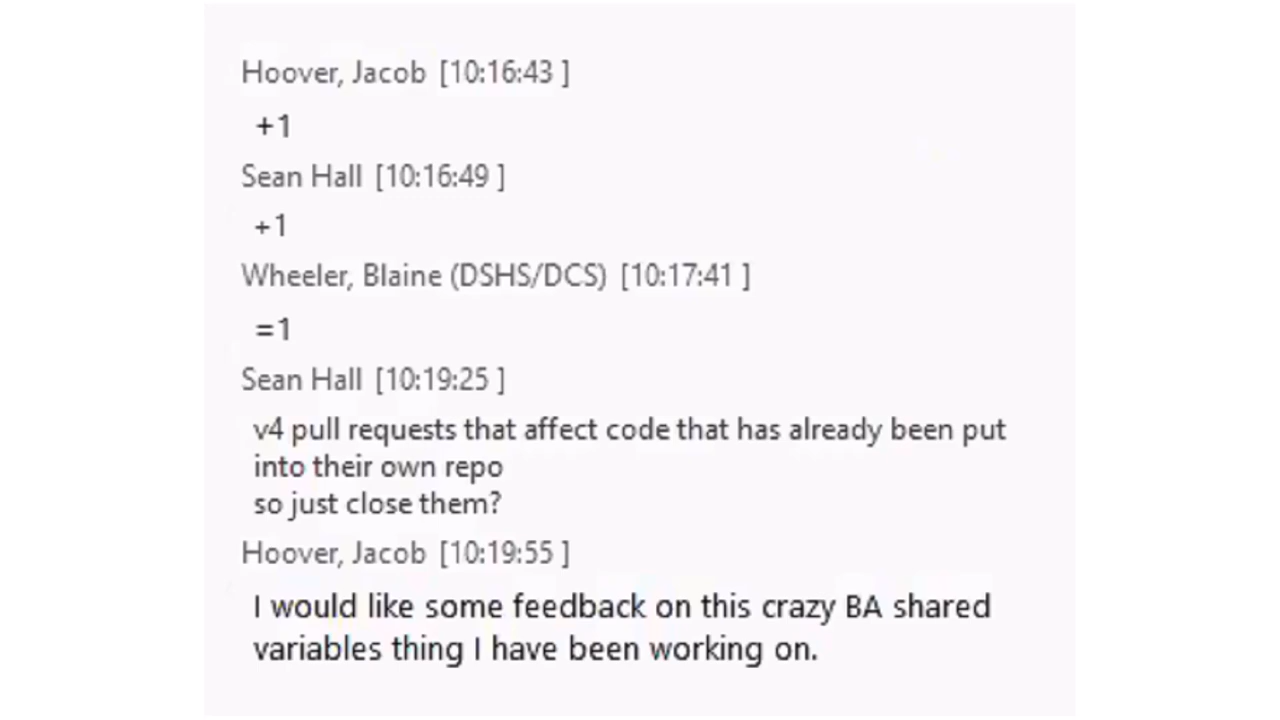 Hoover, Jacob [10:16:43 ]
+1
Sean Hall [10:16:49 ]
+1
Wheeler, Blaine (DSHS/DCS) [10:17:41 ]
=1
Sean Hall [10:19:25 ]
v4 pull requests that affect code that has already been put
into their own repo
so just close them?
Hoover, Jacob [10:19:55 ]
I would like some feedback on this crazy BA shared
variables thing I have been working on.